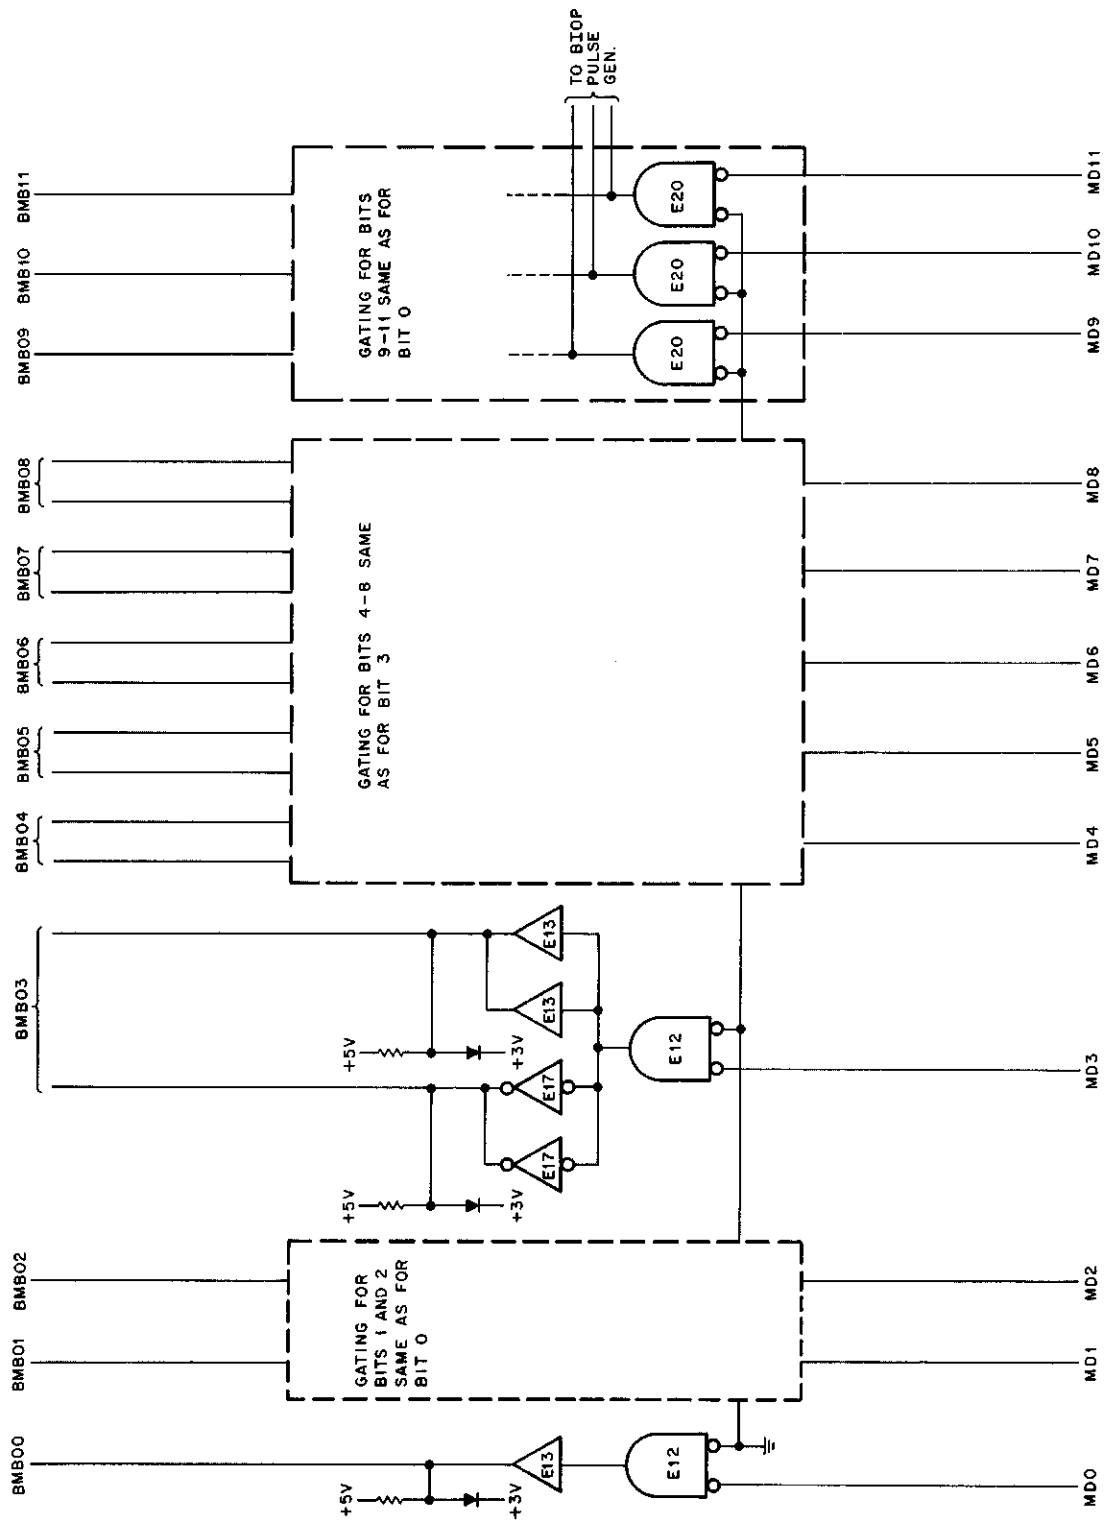 BMB00
BMB01
BMB02
BMB03
BMB04
BMB05
BMB06
BMB07
BMB08
BMB09
BMB10
BMB11
+5V
+5V
+5V
GATING FOR
BITS 1 AND 2
SAME AS FOR
BIT 0
GATING FOR BITS 4-8 SAME
AS FOR BIT 3
GATING FOR BITS
9-11 SAME AS FOR
BIT 0
+3V
+3V
+3V
E13
E17
E17
E13
E13
TO BIOP
PULSE
GEN.
E12
E12
E20
E20
E20
MD0
MD1
MD2
MD3
MD4
MD5
MD6
MD7
MD8
MD9
MD10
MD11